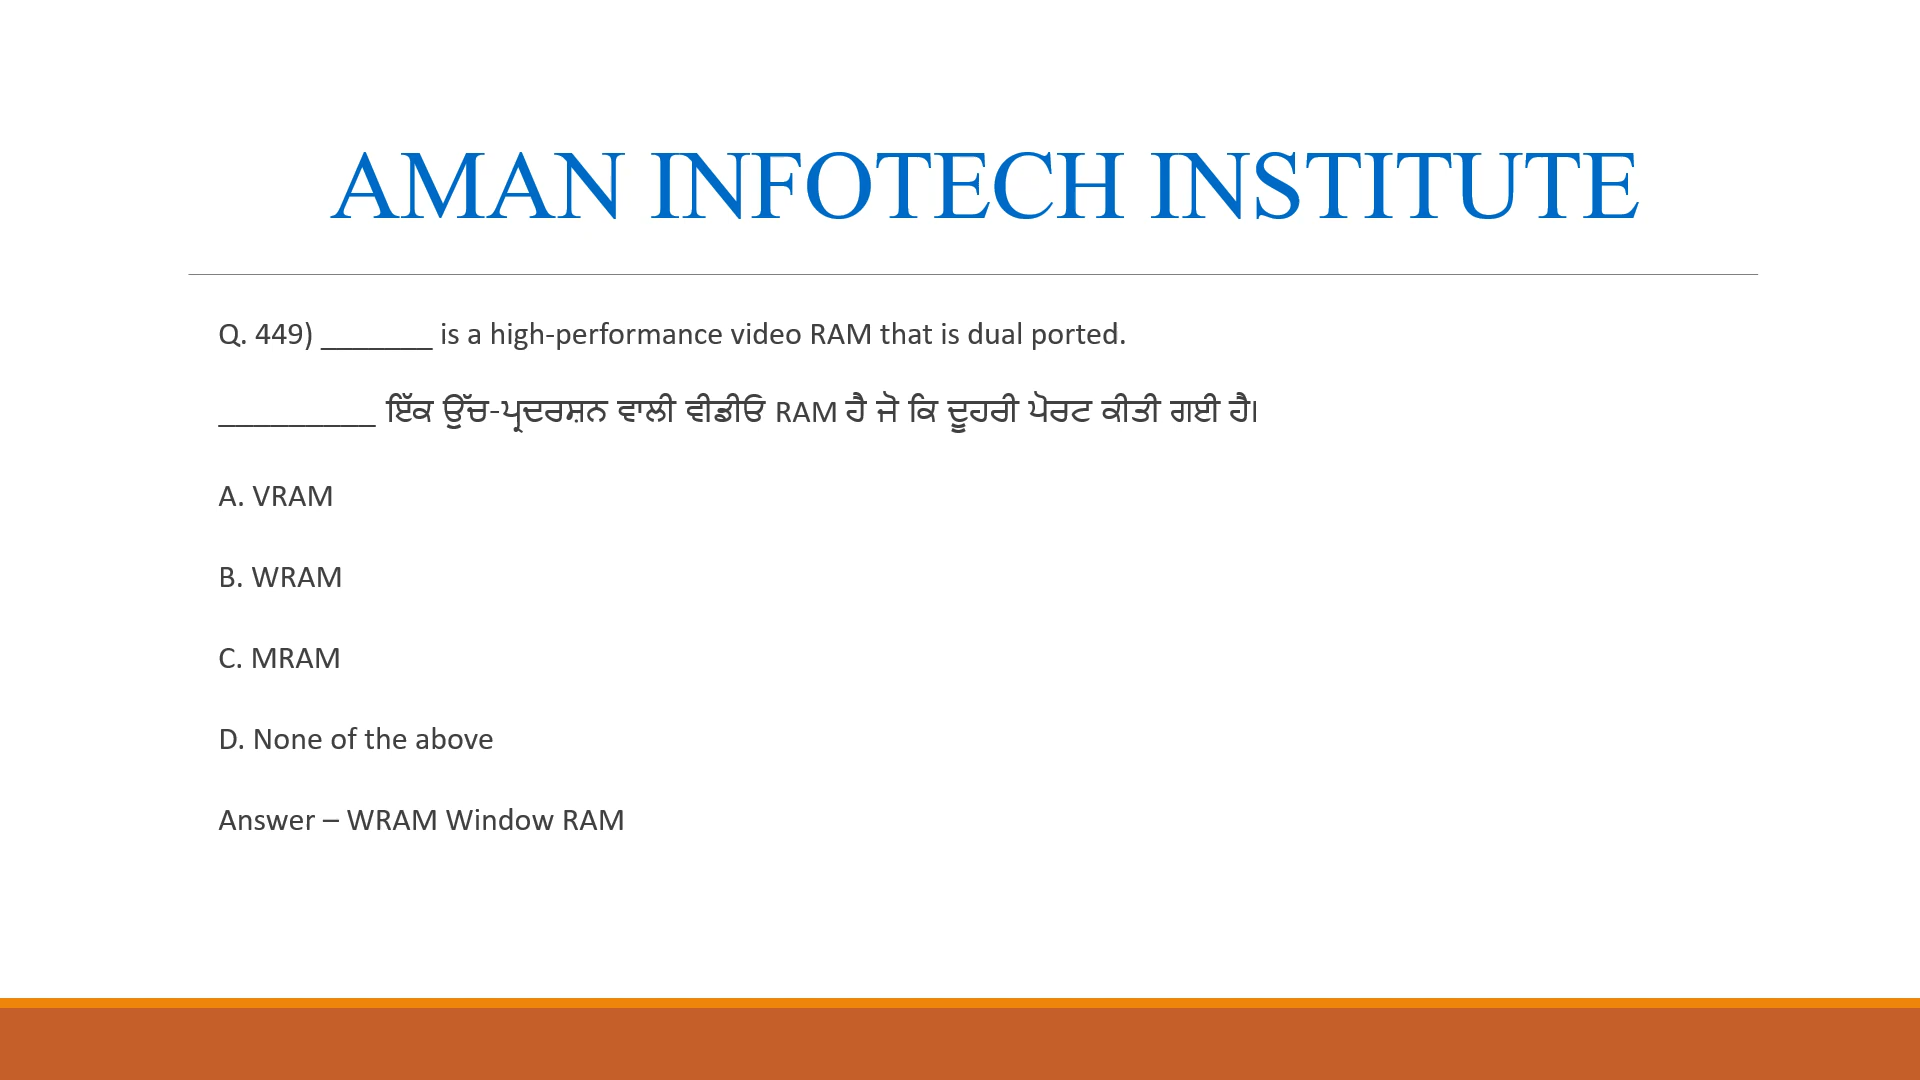 AMAN INFOTECH INSTITUTE
Q. 449) _______ is a high-performance video RAM that is dual ported.
__________ ਇੱਕ ਉੱਚ-ਪ੍ਰਦਰਸ਼ਨ ਵਾਲੀ ਵੀਡੀਓ RAM ਹੈ ਜੋ ਕਿ ਦੂਹਰੀ ਪੋਰਟ ਕੀਤੀ ਗਈ ਹੈ।
A. VRAM
B. WRAM
C. MRAM
D. None of the above
Answer – WRAM Window RAM